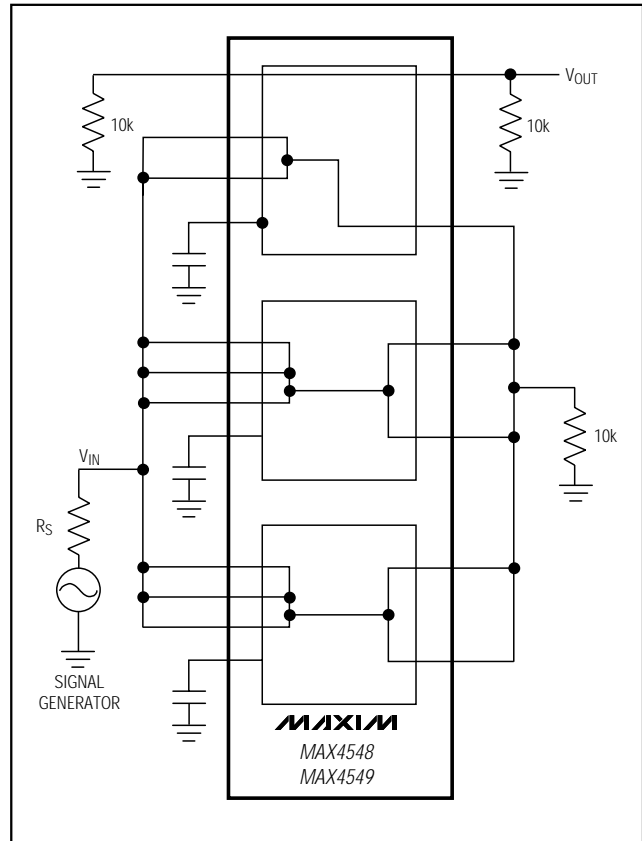 VOUT
10k
10k
10k
VIN
RS
SIGNAL
GENERATOR
MAXIM
MAX4548
MAX4549